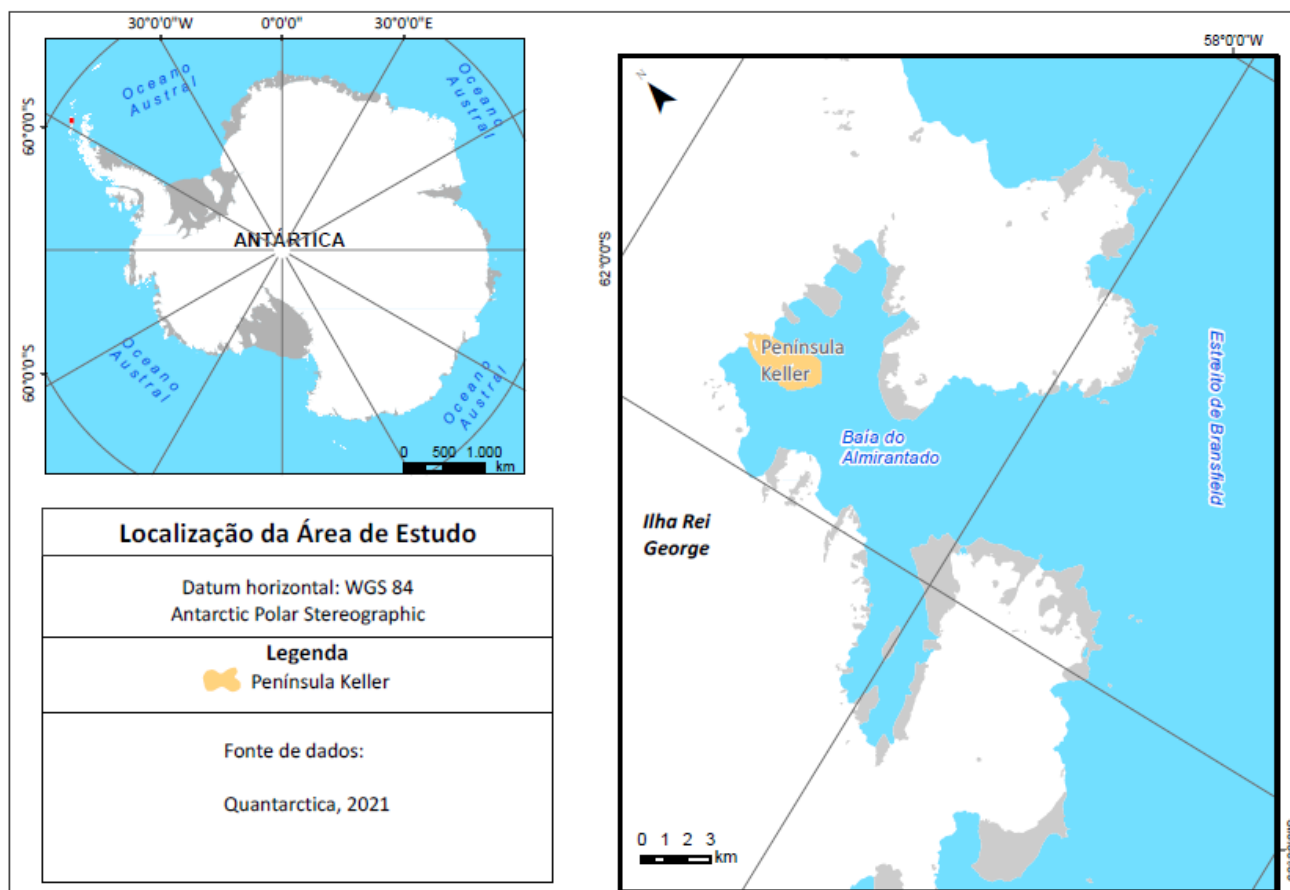 30°0'0"W
0°0'0"
30°0'0"E
60°0'0"S
60°0'0"S
Oceano
Austral
Oceano
Austral
Oceano
Austral
Oceano
Austral
ANTÁRTICA
0 500 1.000
km
Localização da Área de Estudo
Datum horizontal: WGS 84
Antarctic Polar Stereographic
Legenda
Península Keller
Fonte de dados:
Quantarctica, 2021
58°0'0"W
N
62°0'0"S
Península
Keller
Baía do
Almirantado
Estreito de Bransfield
Ilha Rei
George
0 1 2 3
km